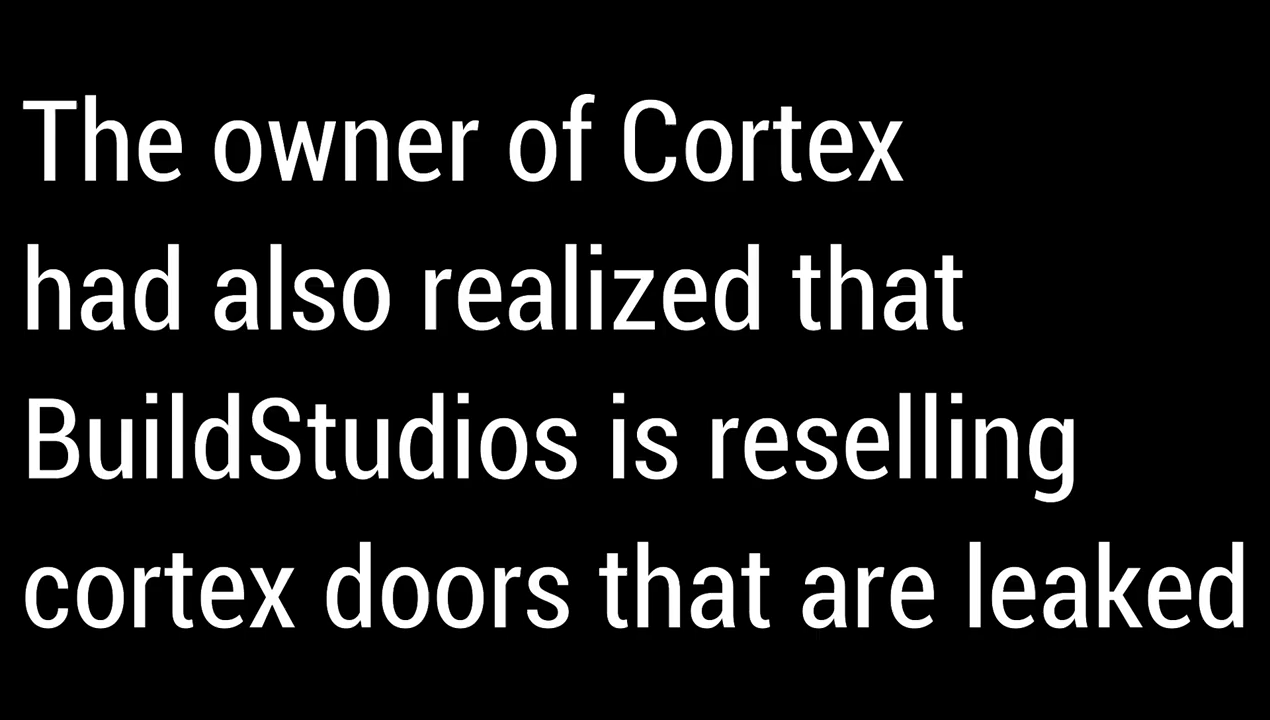 The owner of Cortex
had also realized that
BuildStudios is reselling
cortex doors that are leaked